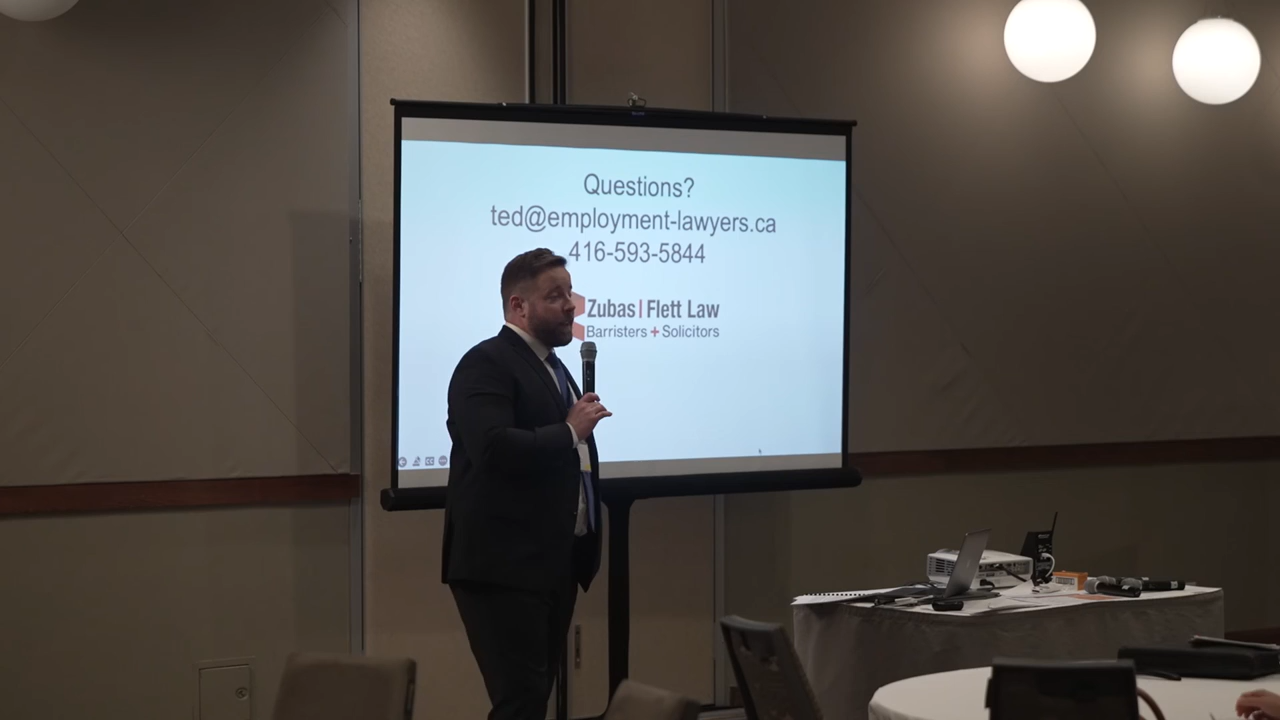 Questions?
ted@employment-lawyers.ca
416-593-5844
Zubas | Flett Law
Barristers + Solicitors